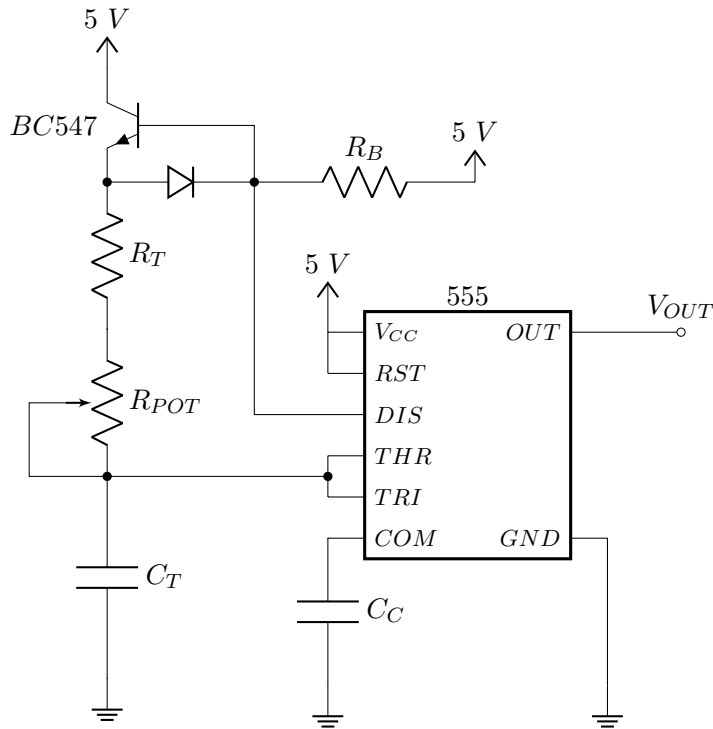 5 V
BC547
5 V
R_B
R_T
5 V
555
V_CC
OUT
V_OUT
RST
R_POT
DIS
THR
TRI
COM
GND
C_T
C_C